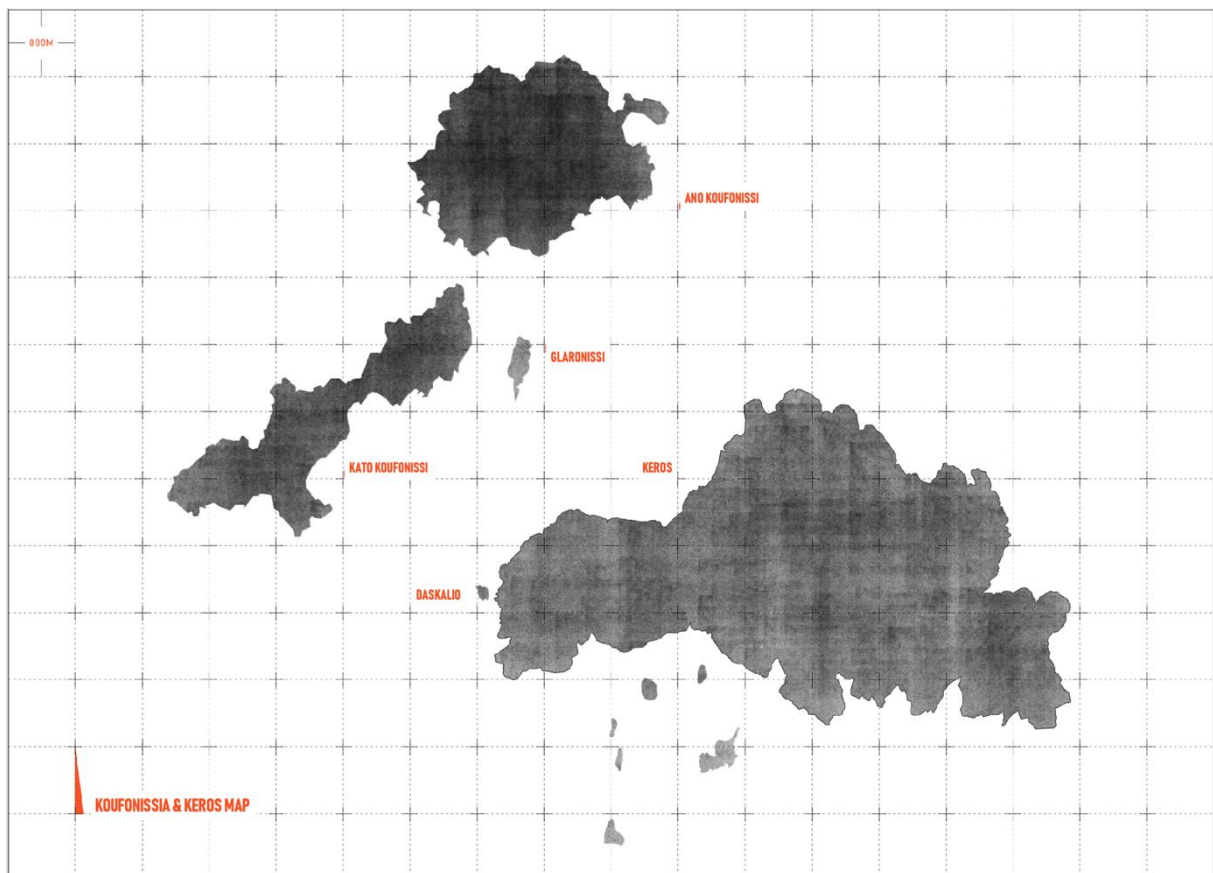 800M
ANO KOUFONISSI
GLARONISSI
KATO KOUFONISSI
KEROS
DASKALIO
KOUFONISSIA & KEROS MAP